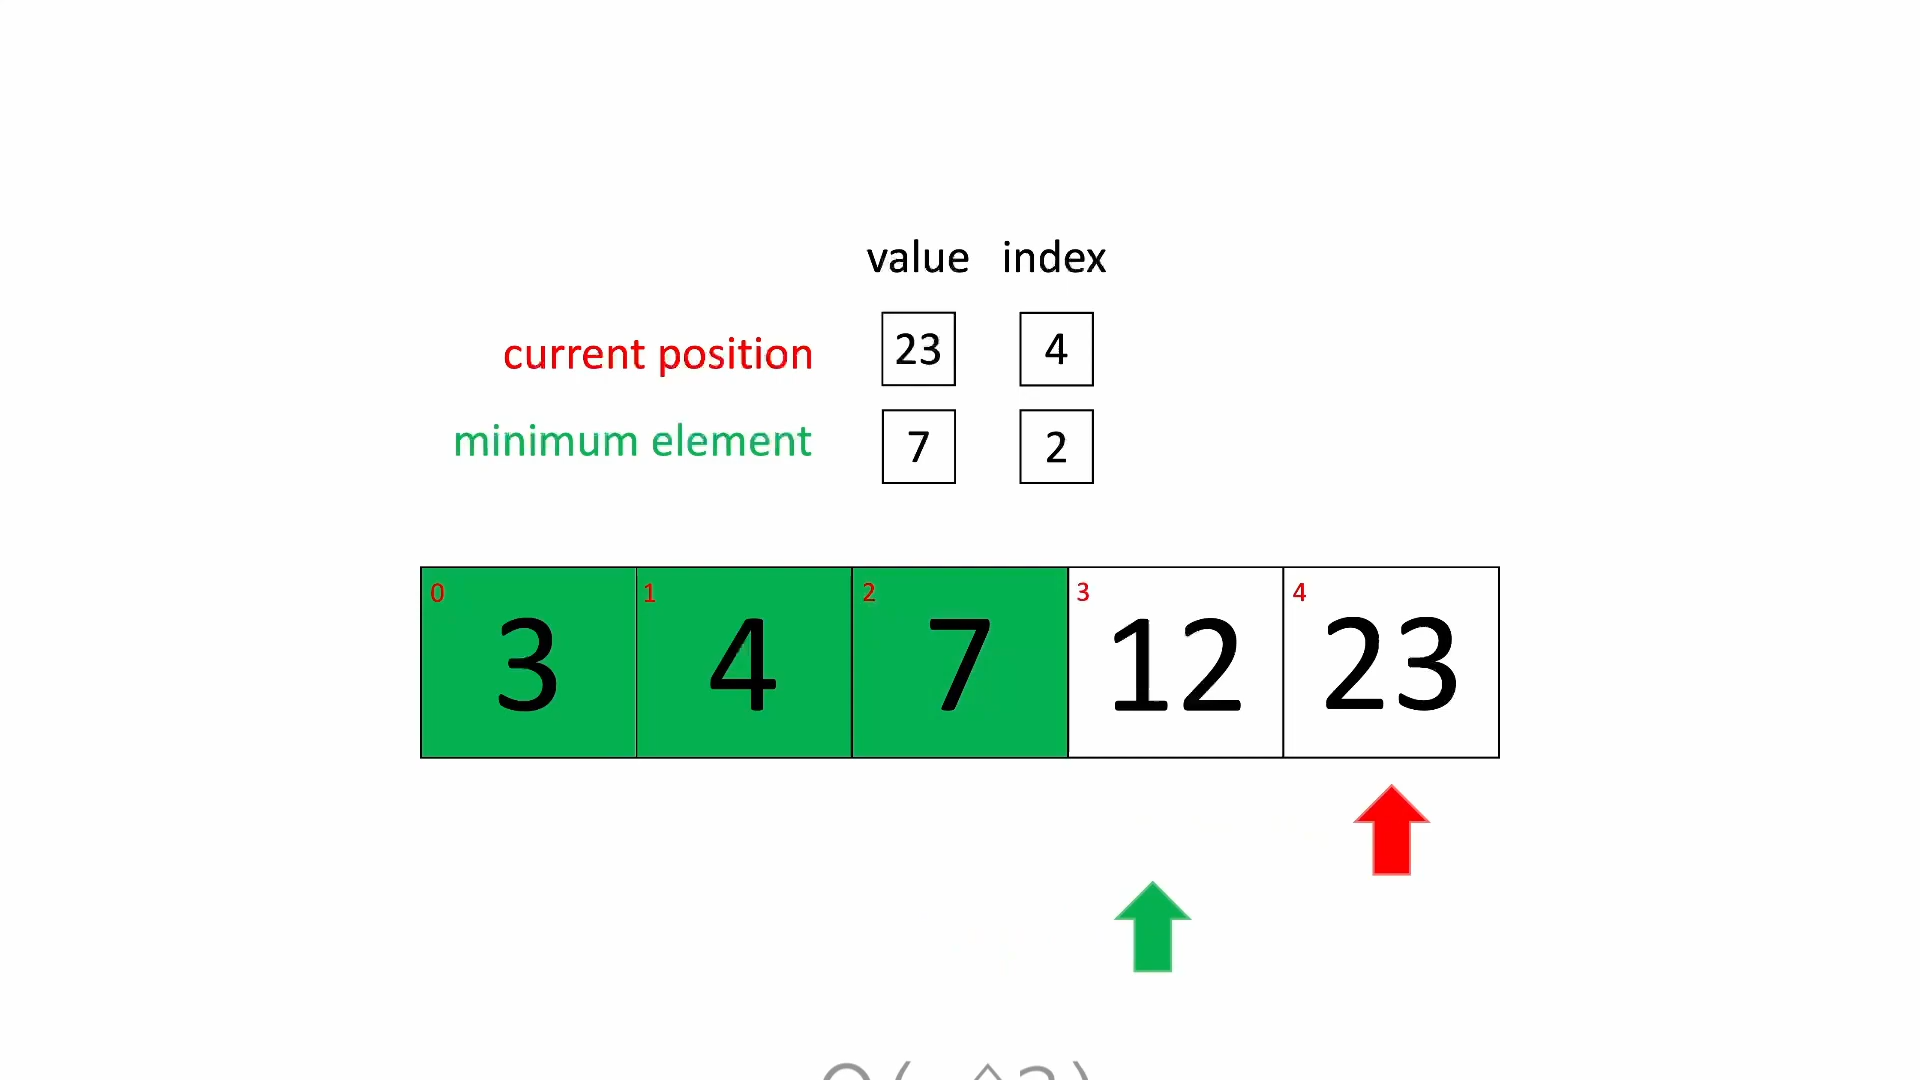 value index
current position 23 4
minimum element 7 2
0 1 2 3 4
3 4 7 12 23